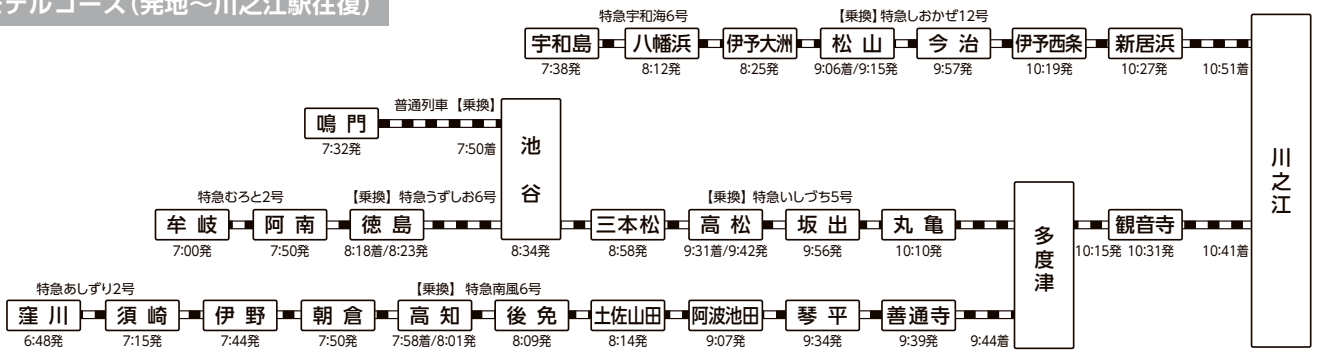 モデルコース（発地～川之江駅往復）
特急宇和海6号 【乗換】特急しおかぜ12号
宇和島 八幡浜 伊予大洲 松山 今治 伊予西条 新居浜
7:38発 8:12発 8:25発 9:06着/9:15発 9:57発 10:19発 10:27発 10:51着
普通列車 【乗換】
鳴門
7:32発 7:50着
池谷
川之江
特急むろと2号 【乗換】 特急うずしお6号 【乗換】特急いしづち5号
牟岐 阿南 徳島 三本松 高松 坂出 丸亀 多度津 観音寺
7:00発 7:50発 8:18着/8:23発 8:34発 8:58発 9:31着/9:42発 9:56発 10:10発 10:15発 10:31発 10:41着
特急あしずり2号 【乗換】 特急南風6号
窪川 須崎 伊野 朝倉 高知 後免 土佐山田 阿波池田 琴平 善通寺
6:48発 7:15発 7:44発 7:50発 7:58着/8:01発 8:09発 8:14発 9:07発 9:34発 9:39発 9:44着